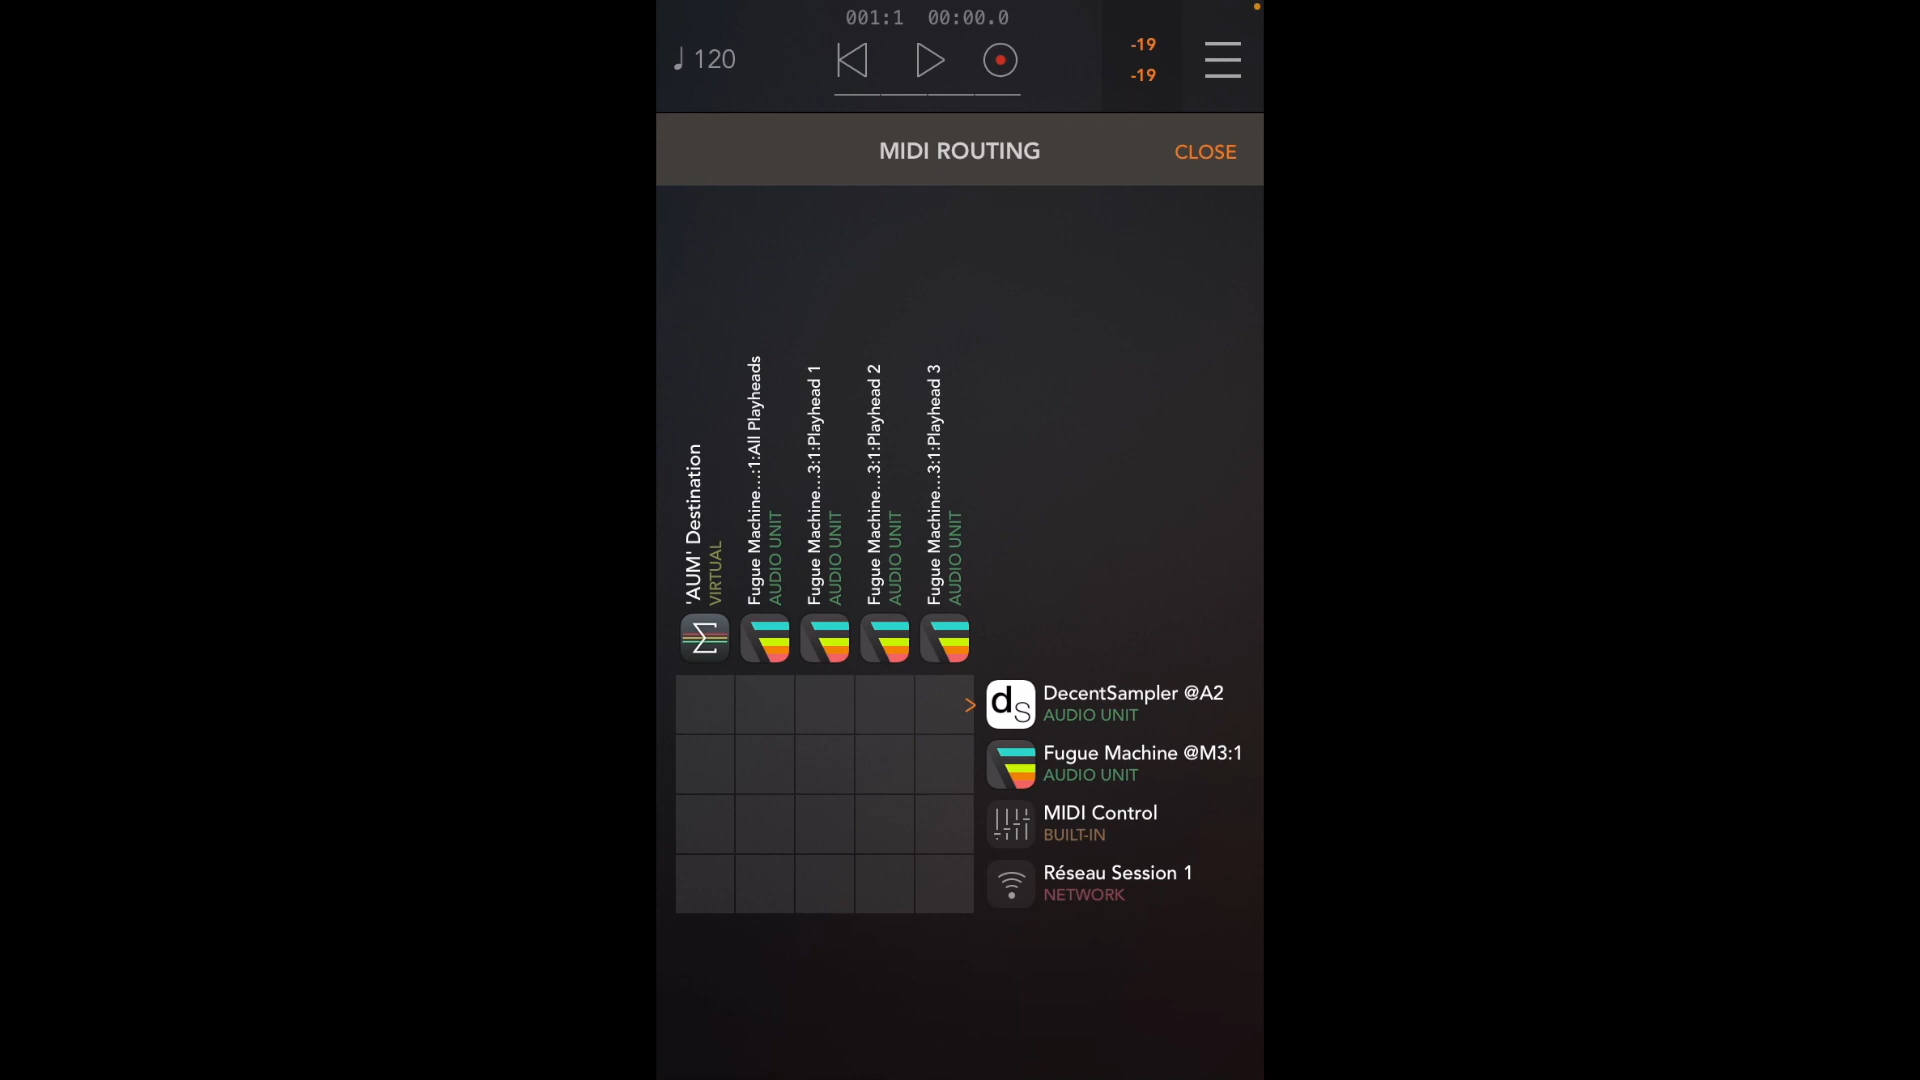 001:1 00:00.0
120
-19
-19
MIDI ROUTING
CLOSE
'AUM' Destination
VIRTUAL
Fugue Machine...:1:All Playheads
AUDIO UNIT
Fugue Machine...3:1:Playhead 1
AUDIO UNIT
Fugue Machine...3:1:Playhead 2
AUDIO UNIT
Fugue Machine...3:1:Playhead 3
AUDIO UNIT
>
ds
DecentSampler @A2
AUDIO UNIT
Fugue Machine @M3:1
AUDIO UNIT
MIDI Control
BUILT-IN
Réseau Session 1
NETWORK